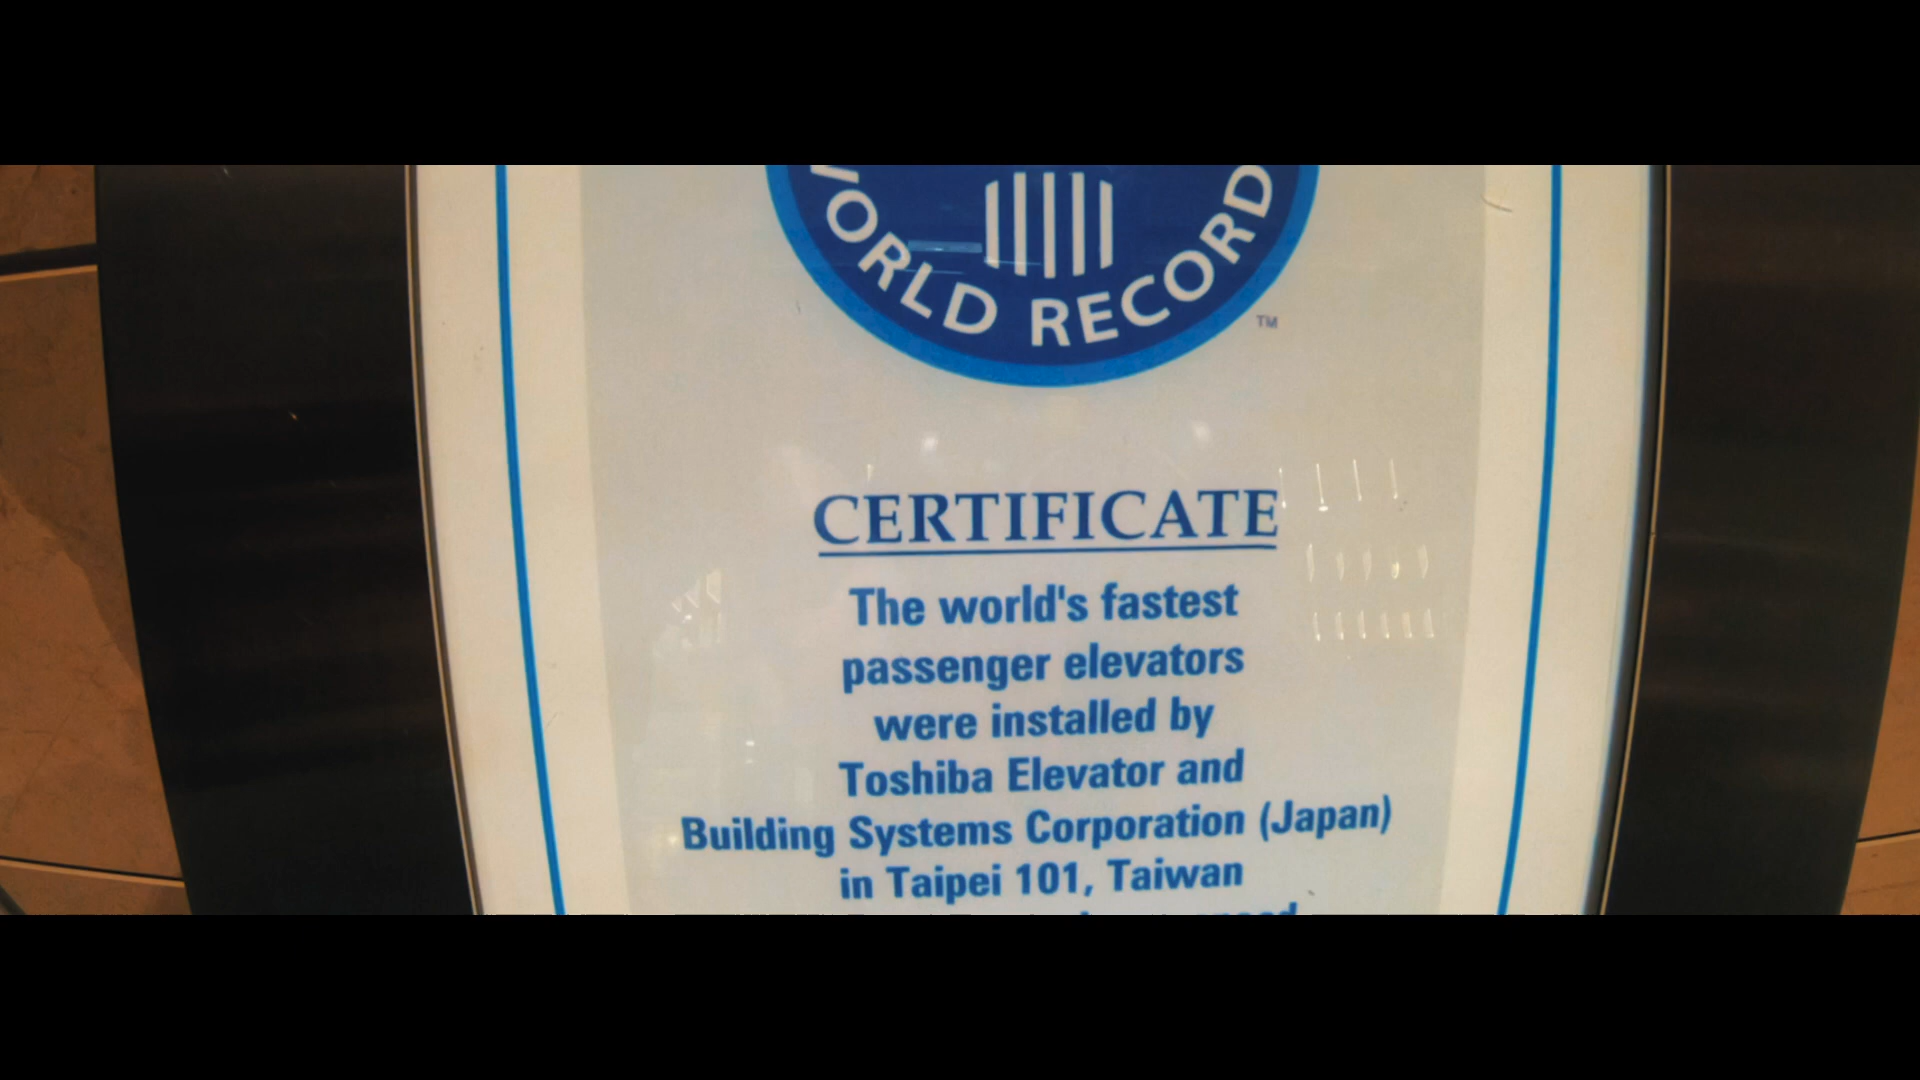 WORLD RECORD
TM
CERTIFICATE
The world's fastest
passenger elevators
were installed by
Toshiba Elevator and
Building Systems Corporation (Japan)
in Taipei 101, Taiwan